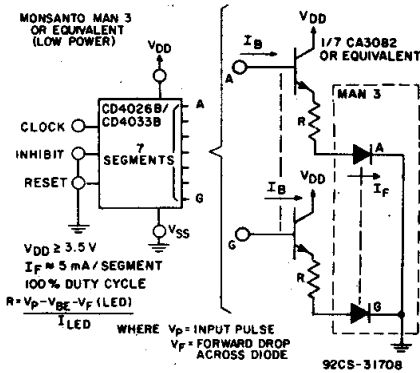 MONSANTO MAN 3
OR EQUIVALENT
(LOW POWER)
VDD
CD4026B/
CD4033B
7
SEGMENTS
A
G
CLOCK
INHIBIT
RESET
VSS
VDD ≥ 3.5 V
IF ≈ 5 mA/SEGMENT
100% DUTY CYCLE
R = VP-VBE-VF (LED)
ILED
WHERE VP = INPUT PULSE
VF = FORWARD DROP
ACROSS DIODE
VDD
IB
A
1/7 CA3082
OR EQUIVALENT
R
MAN 3
A
IF
VDD
IB
G
R
G
92CS-31708